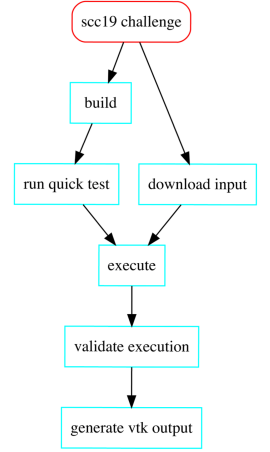 scc19 challenge
build
run quick test
download input
execute
validate execution
generate vtk output